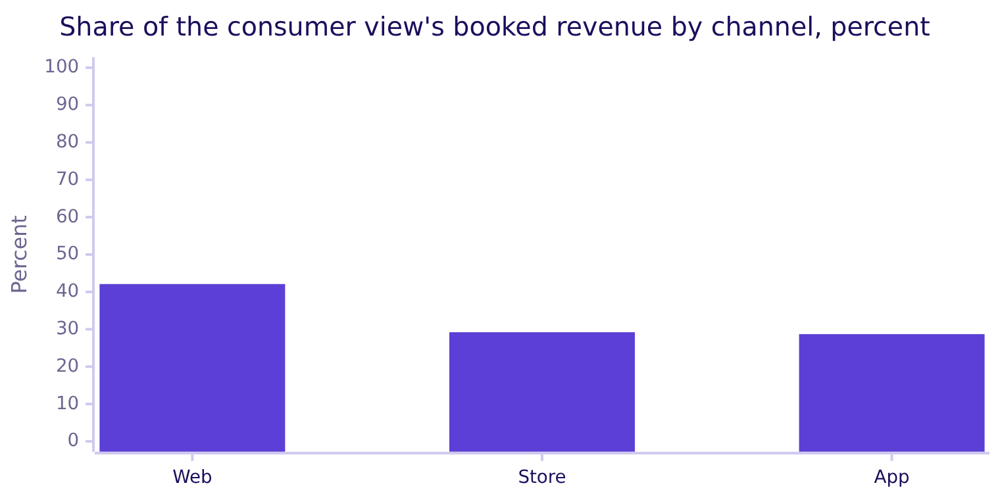 Share of the consumer view's booked revenue by channel, percent
Percent
100
90
80
70
60
50
40
30
20
10
0
Web
Store
App